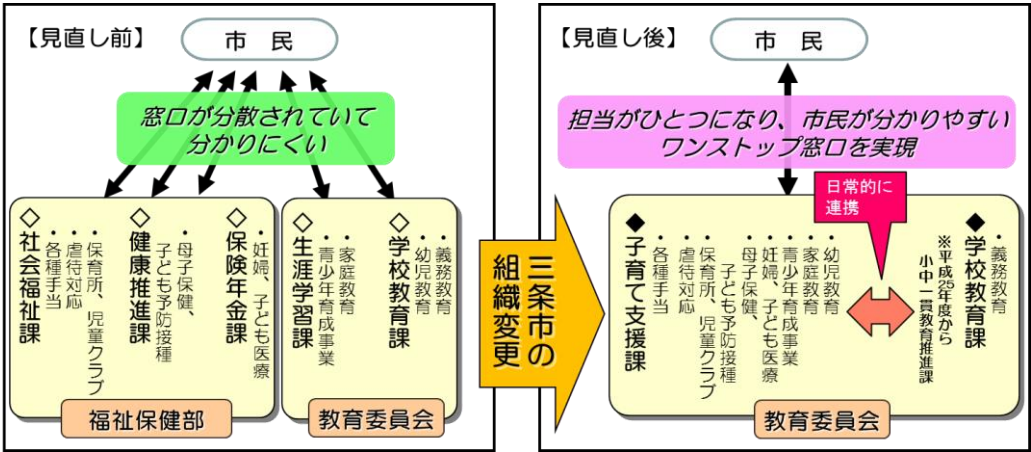 【見直し前】
市　民
窓口が分散されていて
分かりにくい
◇社会福祉課
・保育所、児童クラブ
・虐待対応
・各種手当
◇健康推進課
・母子保健、
子ども予防接種
◇保険年金課
・妊婦、子ども医療
福祉保健部
◇生涯学習課
・家庭教育
・青少年育成事業
◇学校教育課
・義務教育
・幼児教育
教育委員会
三条市の
組織変更
【見直し後】
市　民
担当がひとつになり、市民が分かりやすい
ワンストップ窓口を実現
日常的に
連携
◆子育て支援課
・幼児教育
・家庭教育
・青少年育成事業
・妊婦、子ども医療
・母子保健、
子ども予防接種
・保育所、児童クラブ
・虐待対応
・各種手当
◆学校教育課
・義務教育
※平成25年度から
小中一貫教育推進課
教育委員会